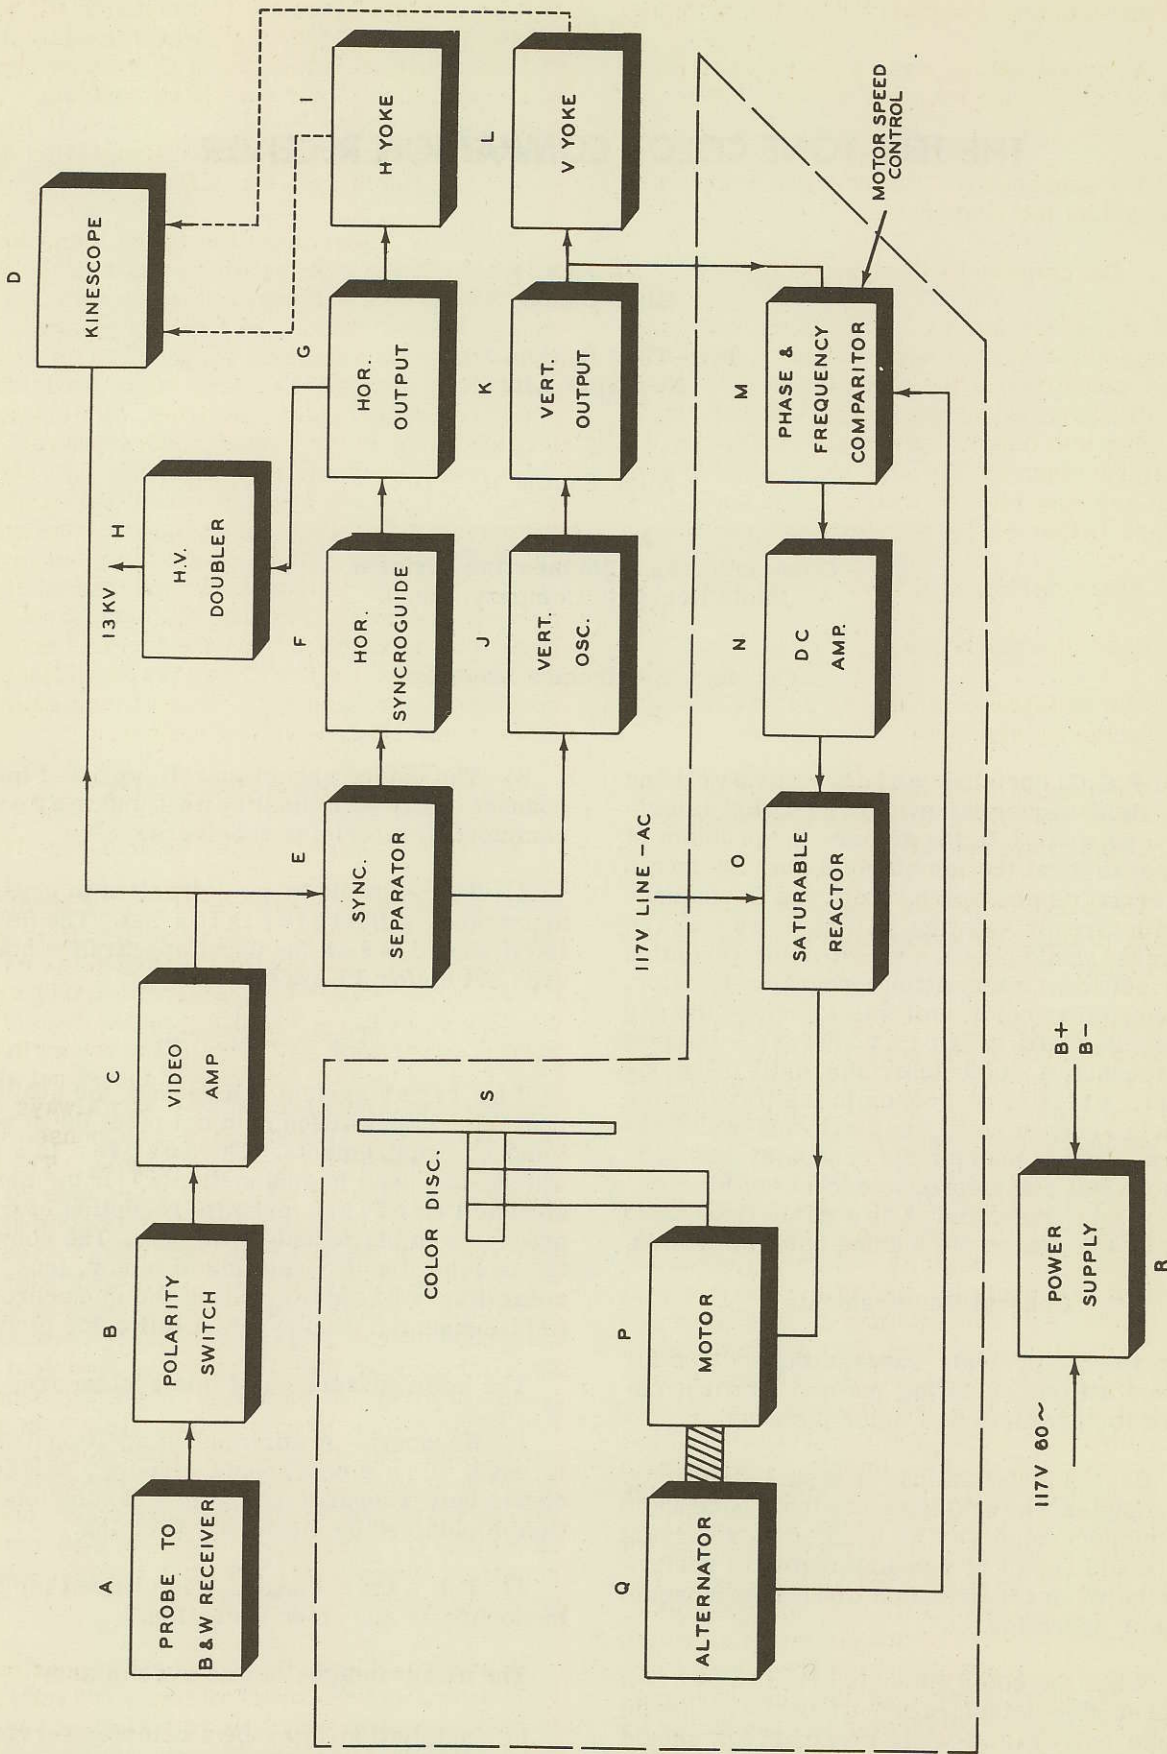 A
PROBE TO
B & W RECEIVER
B
POLARITY
SWITCH
C
VIDEO
AMP
D
KINESCOPE
13KV
H
H.V.
DOUBLER
E
SYNC.
SEPARATOR
F
HOR.
SYNCROGUIDE
G
HOR.
OUTPUT
I
H YOKE
J
VERT.
OSC.
K
VERT.
OUTPUT
L
V YOKE
COLOR DISC.
S
117V LINE-AC
Q
ALTERNATOR
P
MOTOR
O
SATURABLE
REACTOR
N
DC
AMP.
M
PHASE &
FREQUENCY
COMPARITOR
MOTOR SPEED
CONTROL
117V 60~
POWER
SUPPLY
R
B+
B-